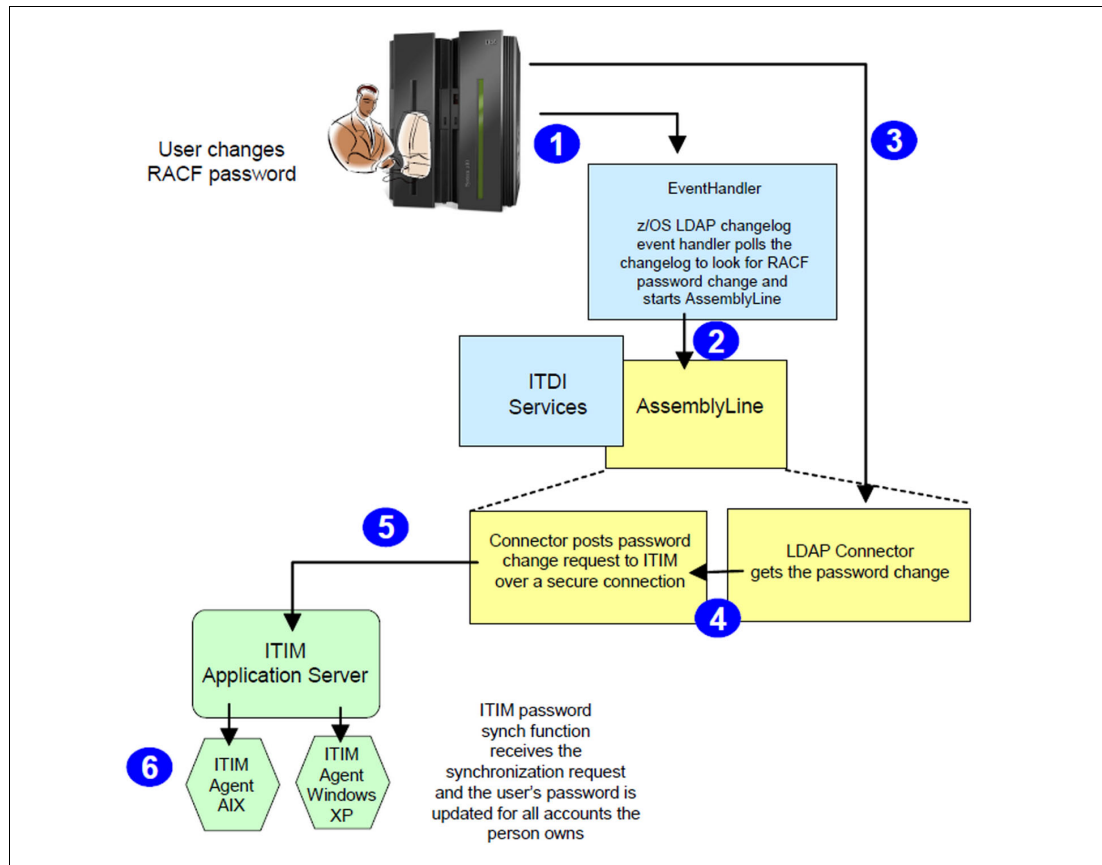 User changes
RACF password
1
3
EventHandler
z/OS LDAP changelog
event handler polls the
changelog to look for RACF
password change and
starts AssemblyLine
2
ITDI
Services
AssemblyLine
5
Connector posts password
change request to ITIM
over a secure connection
LDAP Connector
gets the password change
4
ITIM
Application Server
6
ITIM
Agent
AIX
ITIM
Agent
Windows
XP
ITIM password
synch function
receives the
synchronization request
and the user's password is
updated for all accounts the
person owns